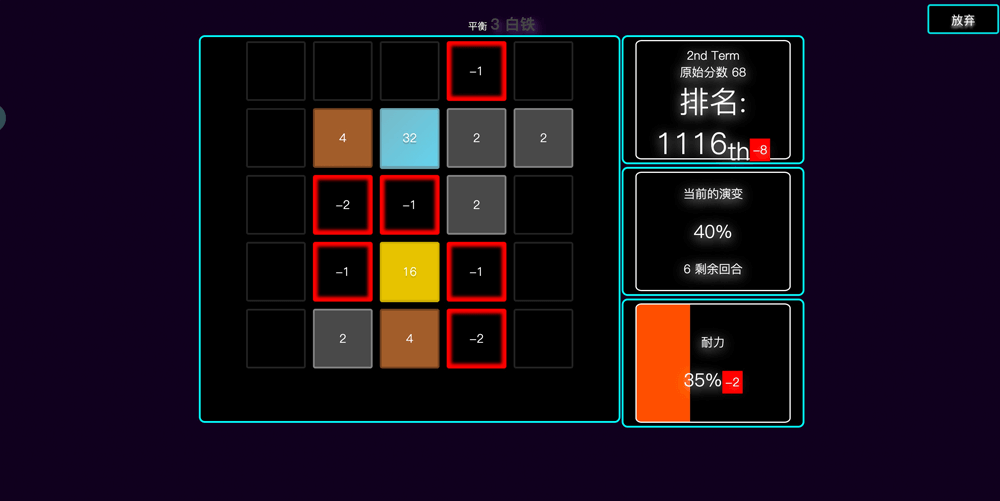 平衡 3 白铁
放弃
-1
4 32 2 2
-2 -1 2
-1 16 -1
2 4 -2
2nd Term
原始分数 68
排名:
1116th -8
当前的演变
40%
6 剩余回合
耐力
35% -2